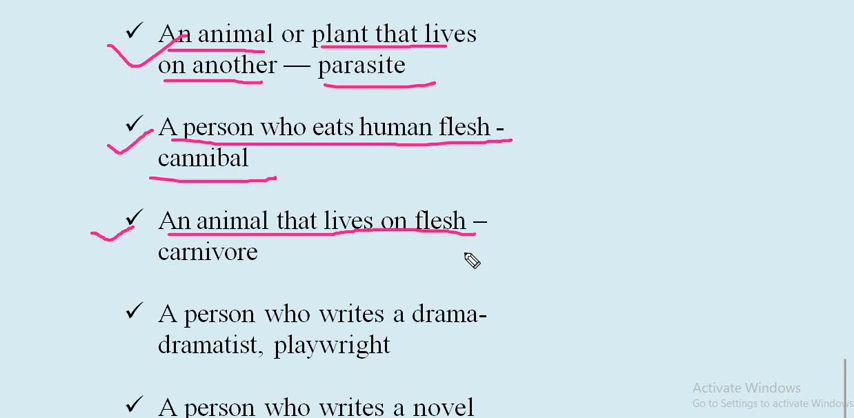 ✓ An animal or plant that lives
on another — parasite
✓ A person who eats human flesh -
cannibal
✓ An animal that lives on flesh –
carnivore
✓ A person who writes a drama-
dramatist, playwright
✓ A person who writes a novel
Activate Windows
Go to Settings to activate Windows